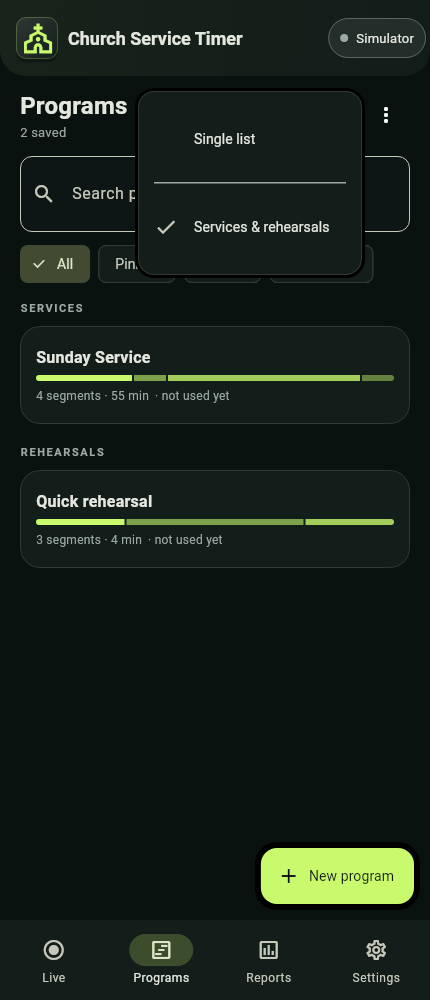 Church Service Timer
Simulator
Programs
2 saved
Single list
Services & rehearsals
Search p
All
Pin
SERVICES
Sunday Service
4 segments · 55 min · not used yet
REHEARSALS
Quick rehearsal
3 segments · 4 min · not used yet
New program
Live
Programs
Reports
Settings